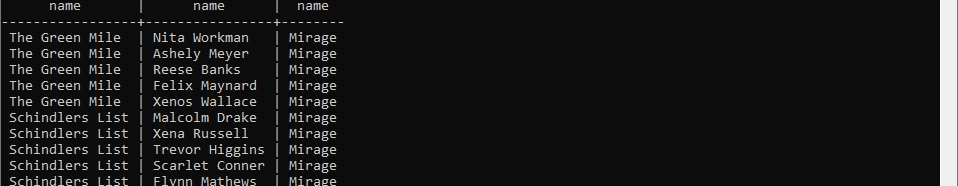 name | name | name
------------------+----------------+--------
The Green Mile | Nita Workman | Mirage
The Green Mile | Ashely Meyer | Mirage
The Green Mile | Reese Banks | Mirage
The Green Mile | Felix Maynard | Mirage
The Green Mile | Xenos Wallace | Mirage
Schindlers List | Malcolm Drake | Mirage
Schindlers List | Xena Russell | Mirage
Schindlers List | Trevor Higgins | Mirage
Schindlers List | Scarlet Conner | Mirage
Schindlers List | Flynn Mathews | Mirage